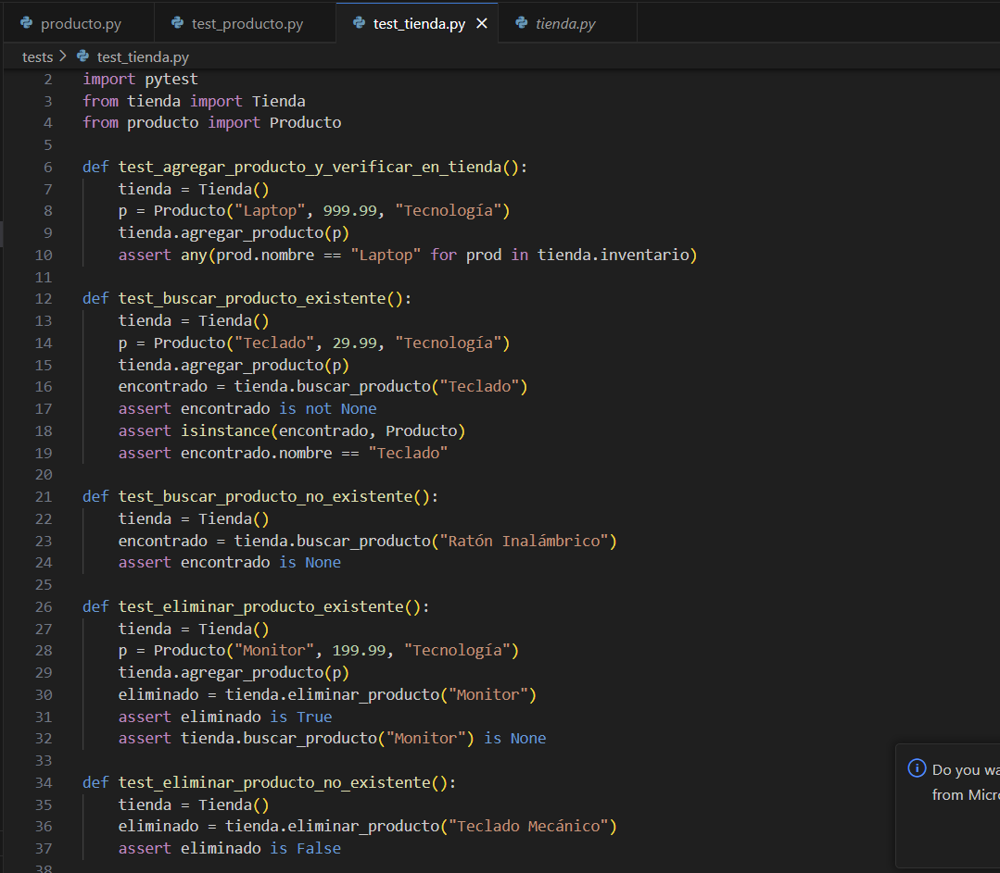 producto.py
test_producto.py
test_tienda.py
tienda.py
tests > test_tienda.py
2 import pytest
3 from tienda import Tienda
4 from producto import Producto
5
6 def test_agregar_producto_y_verificar_en_tienda():
7 tienda = Tienda()
8 p = Producto("Laptop", 999.99, "Tecnología")
9 tienda.agregar_producto(p)
10 assert any(prod.nombre == "Laptop" for prod in tienda.inventario)
11
12 def test_buscar_producto_existente():
13 tienda = Tienda()
14 p = Producto("Teclado", 29.99, "Tecnología")
15 tienda.agregar_producto(p)
16 encontrado = tienda.buscar_producto("Teclado")
17 assert encontrado is not None
18 assert isinstance(encontrado, Producto)
19 assert encontrado.nombre == "Teclado"
20
21 def test_buscar_producto_no_existente():
22 tienda = Tienda()
23 encontrado = tienda.buscar_producto("Ratón Inalámbrico")
24 assert encontrado is None
25
26 def test_eliminar_producto_existente():
27 tienda = Tienda()
28 p = Producto("Monitor", 199.99, "Tecnología")
29 tienda.agregar_producto(p)
30 eliminado = tienda.eliminar_producto("Monitor")
31 assert eliminado is True
32 assert tienda.buscar_producto("Monitor") is None
33
34 def test_eliminar_producto_no_existente():
35 tienda = Tienda()
36 eliminado = tienda.eliminar_producto("Teclado Mecánico")
37 assert eliminado is False
38
Do you wa
from Micro